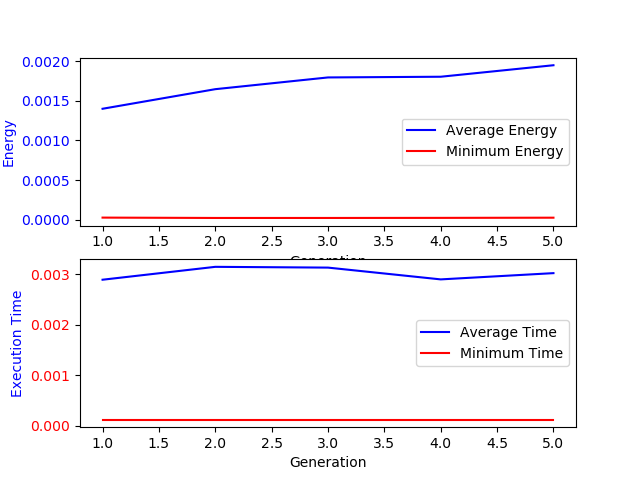 0.0020
0.0015
0.0010
0.0005
0.0000
Energy
Average Energy
Minimum Energy
1.0 1.5 2.0 2.5 3.0 3.5 4.0 4.5 5.0
Generation
0.003
0.002
0.001
0.000
Execution Time
Average Time
Minimum Time
1.0 1.5 2.0 2.5 3.0 3.5 4.0 4.5 5.0
Generation